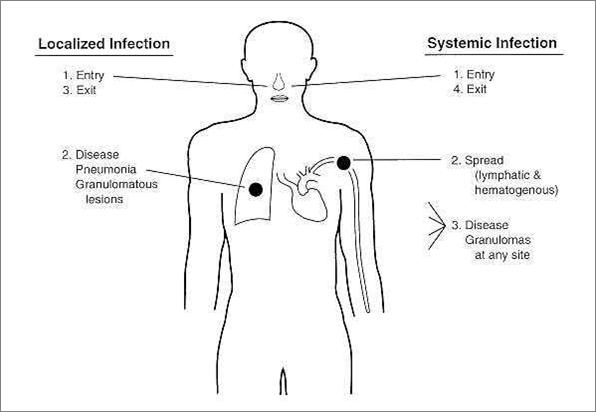 Localized Infection
1. Entry
3. Exit
2. Disease
Pneumonia
Granulomatous
lesions
Systemic Infection
1. Entry
4. Exit
2. Spread
(lymphatic &
hematogenous)
3. Disease
Granulomas
at any site